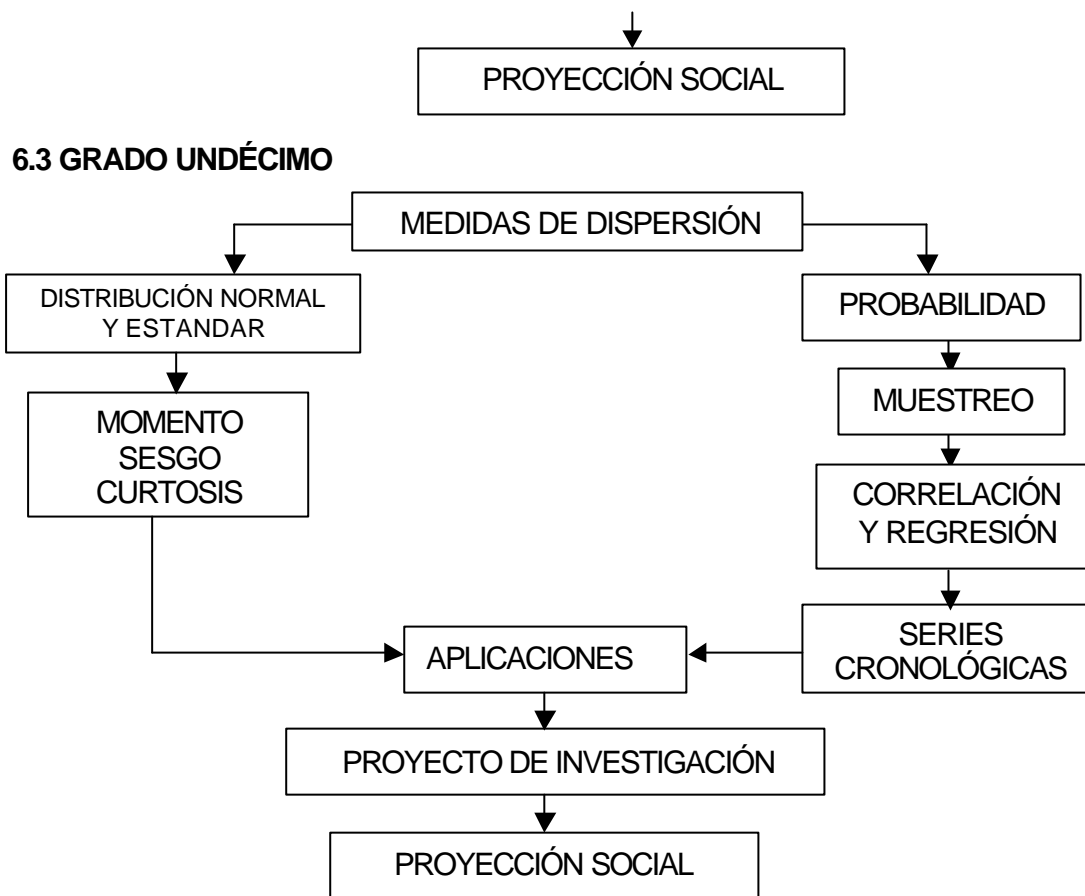 PROYECCIÓN SOCIAL
6.3 GRADO UNDÉCIMO
MEDIDAS DE DISPERSIÓN
DISTRIBUCIÓN NORMAL
Y ESTANDAR
PROBABILIDAD
MOMENTO
SESGO
CURTOSIS
MUESTREO
CORRELACIÓN
Y REGRESIÓN
SERIES
CRONOLÓGICAS
APLICACIONES
PROYECTO DE INVESTIGACIÓN
PROYECCIÓN SOCIAL